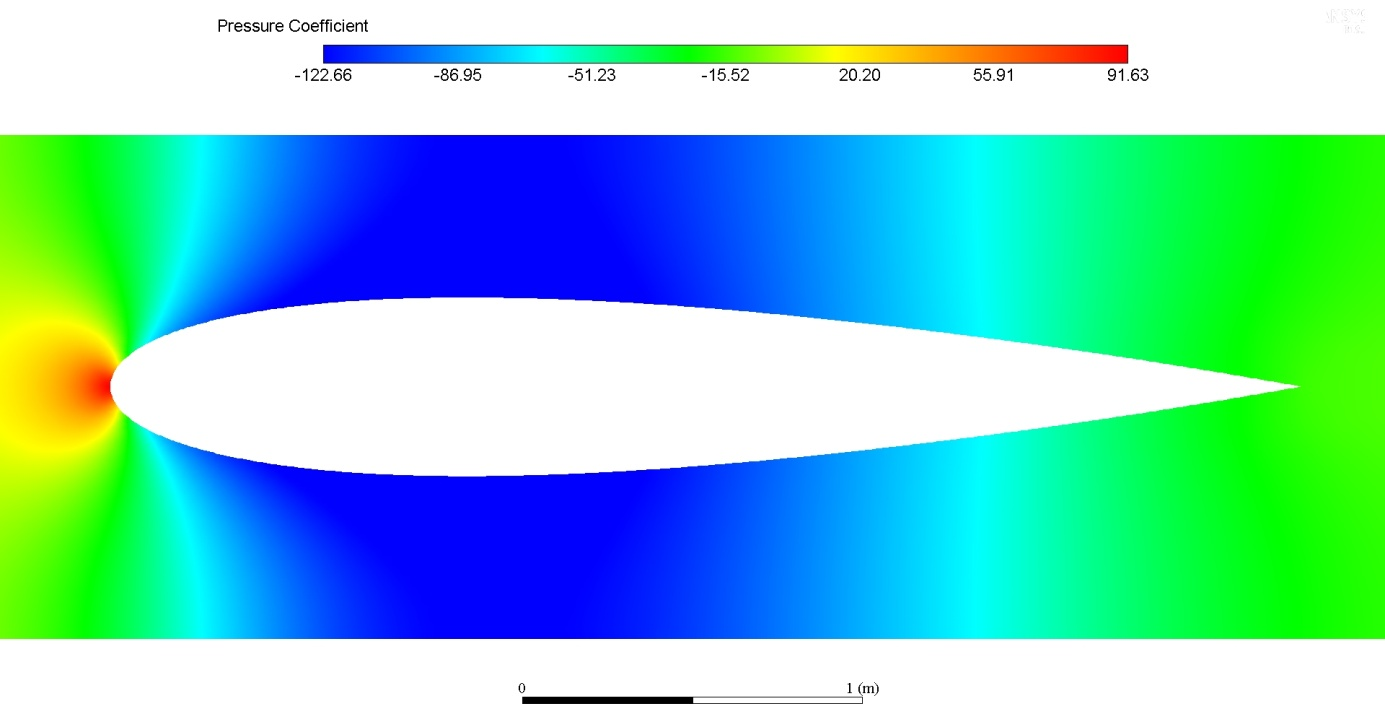 Pressure Coefficient
-122.66 -86.95 -51.23 -15.52 20.20 55.91 91.63
0 1 (m)